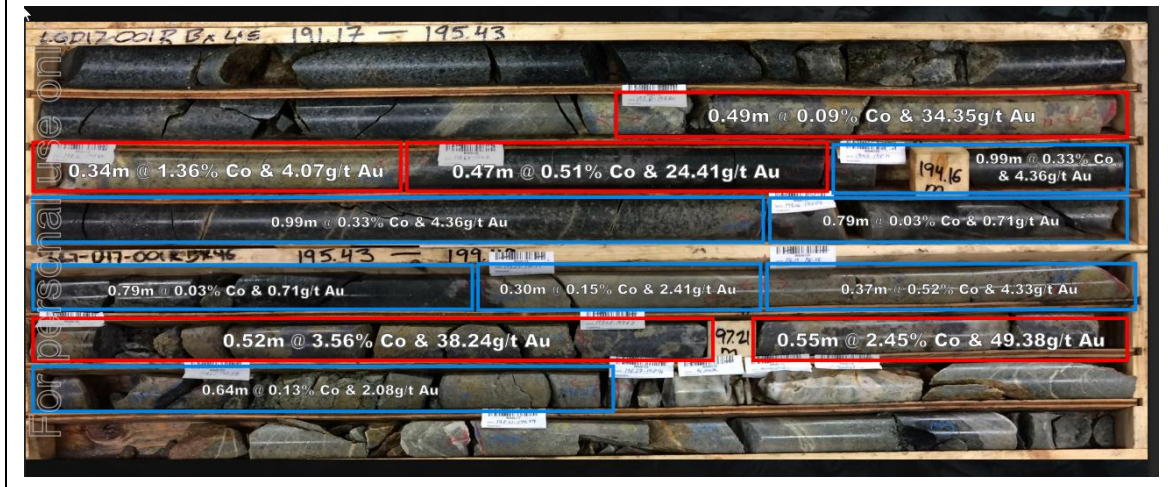 LGD17-001R Bx 45 191.17 — 195.43
0.49m @ 0.09% Co & 34.35g/t Au
0.34m @ 1.36% Co & 4.07g/t Au
0.47m @ 0.51% Co & 24.41g/t Au
194.16
m
0.99m @ 0.33% Co
& 4.36g/t Au
0.99m @ 0.33% Co & 4.36g/t Au
0.79m @ 0.03% Co & 0.71g/t Au
195.43 — 199.
0.79m @ 0.03% Co & 0.71g/t Au
0.30m @ 0.15% Co & 2.41g/t Au
0.37m @ 0.52% Co & 4.33g/t Au
0.52m @ 3.56% Co & 38.24g/t Au
97.21
m
0.55m @ 2.45% Co & 49.38g/t Au
0.64m @ 0.13% Co & 2.08g/t Au
For personal use only